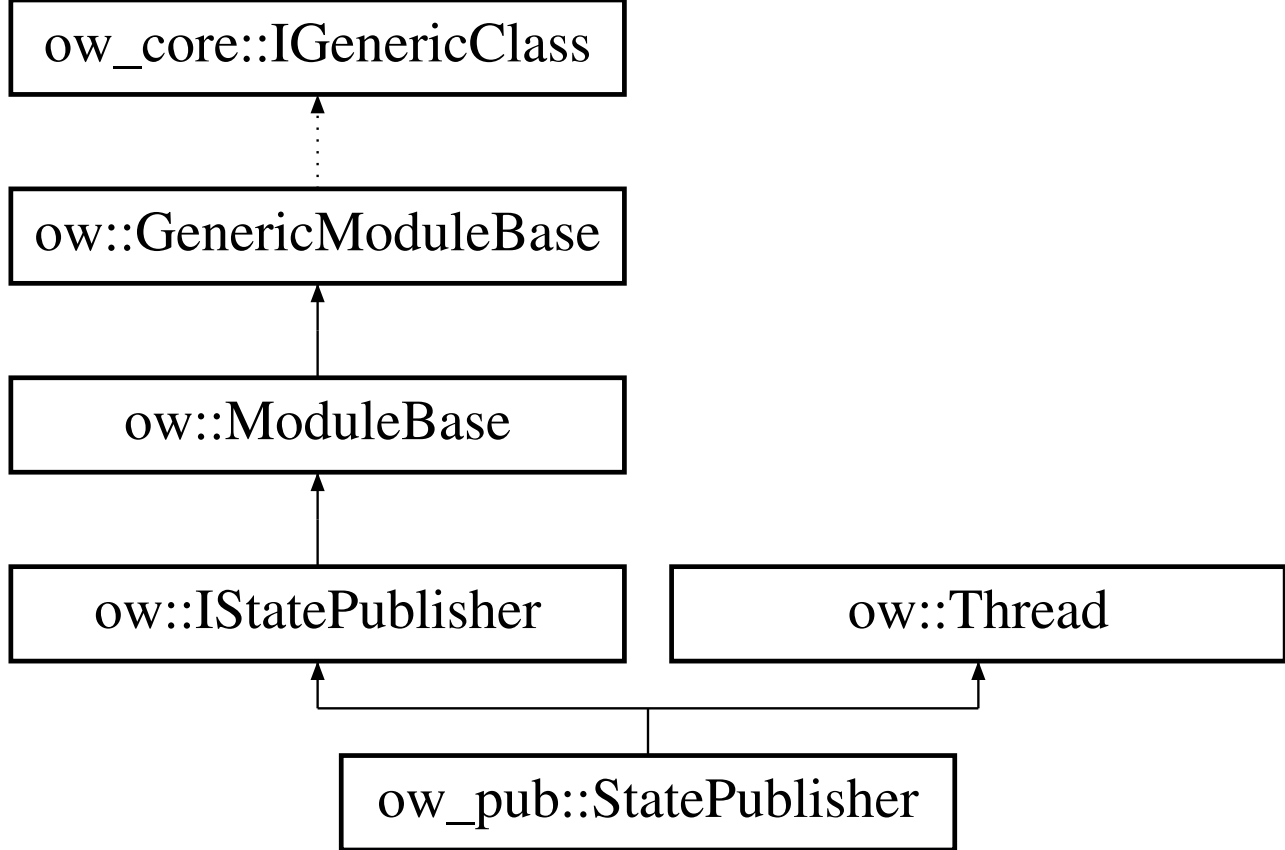 ow_core::IGenericClass
ow::GenericModuleBase
ow::ModuleBase
ow::IStatePublisher
ow::Thread
ow_pub::StatePublisher